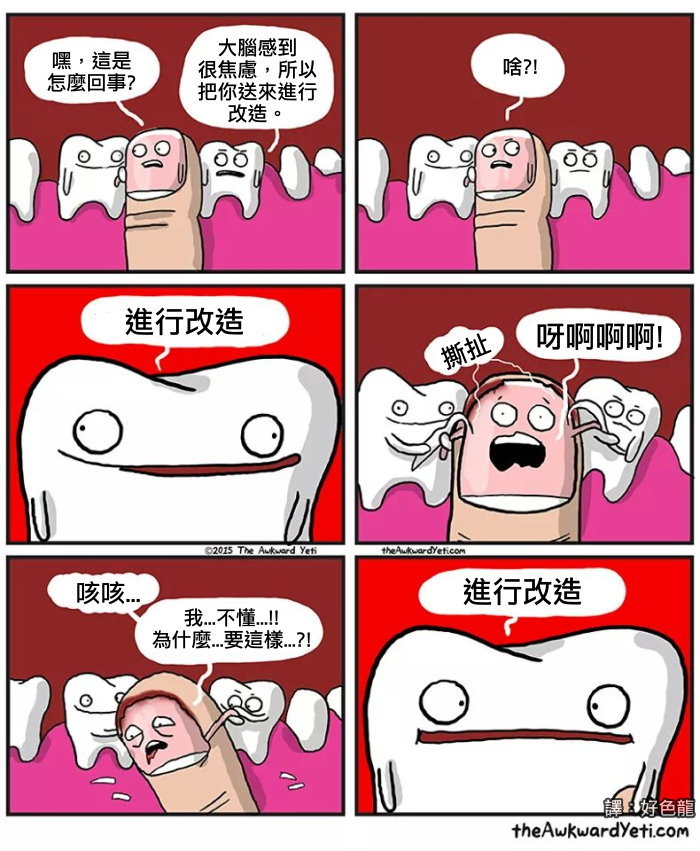 嘿，這是
怎麼回事?
大腦感到
很焦慮，所以
把你送來進行
改造。
啥?!
進行改造
撕扯
呀啊啊啊!
©2015 The Awkward Yeti
theAwkwardYeti.com
咳咳...
我...不懂...!!
為什麼...要這樣...?!
進行改造
譯：好色龍
theAwkwardYeti.com